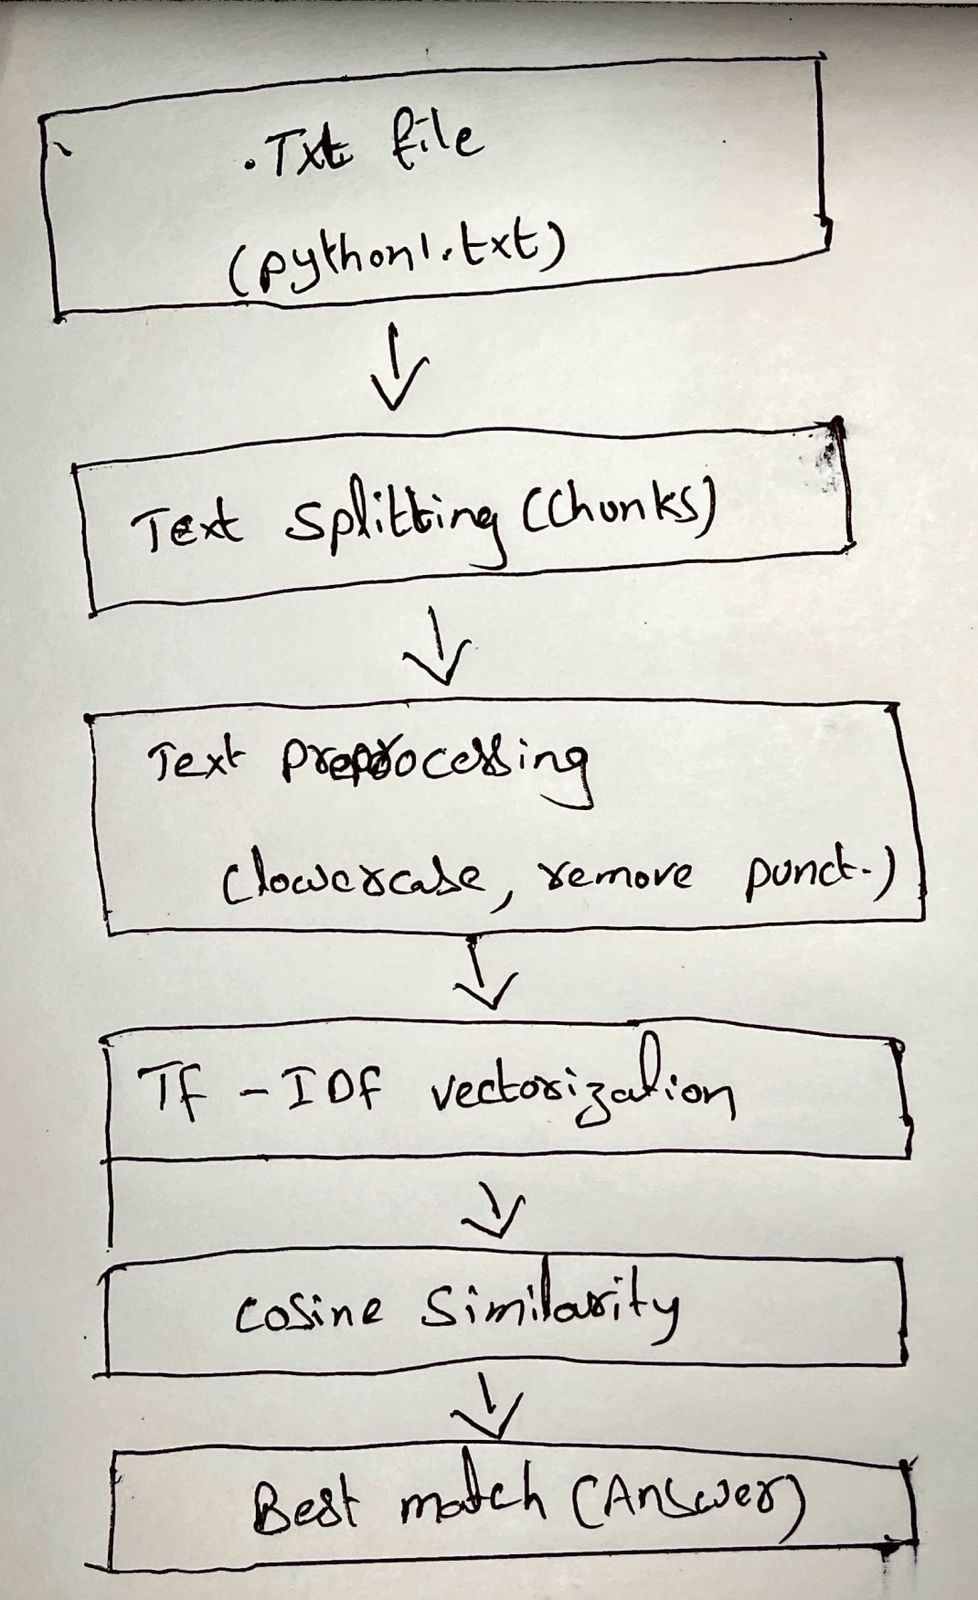 .Txt file
(python1.txt)
Text Splitting (Chunks)
Text Preprocessing
(lowercase, remove punct.)
Tf - IDf vectorization
Cosine Similarity
Best match (Answer)